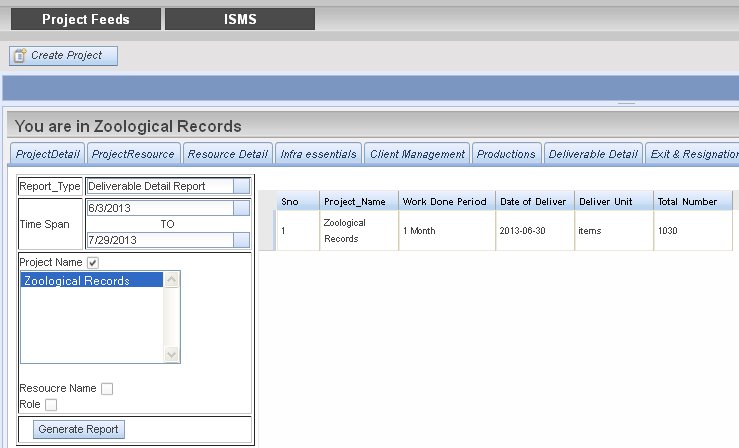 Project Feeds ISMS
Create Project
You are in Zoological Records
ProjectDetail ProjectResource Resource Detail Infra essentials Client Management Productions Deliverable Detail Exit & Resignation
Report_Type Deliverable Detail Report
Time Span
6/3/2013
TO
7/29/2013
Project Name
Zoological Records
Resoucre Name
Role
Generate Report
Sno Project_Name Work Done Period Date of Deliver Deliver Unit Total Number
1 Zoological Records 1 Month 2013-06-30 items 1030